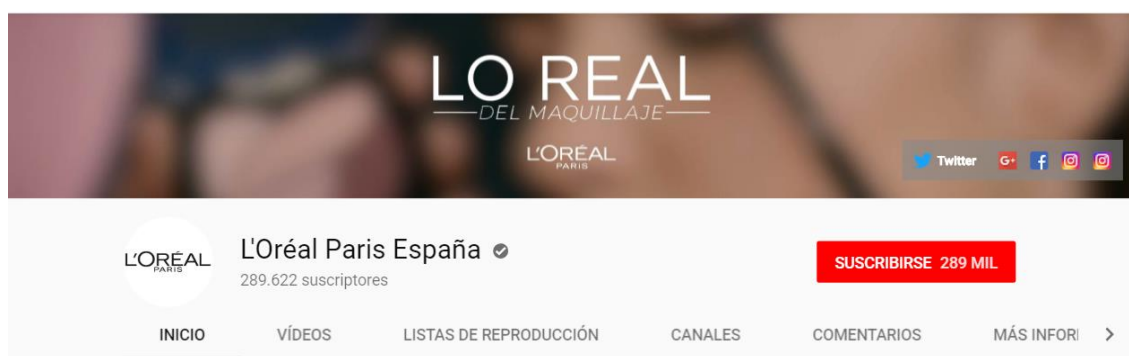 LO REAL
DEL MAQUILLAJE
L'ORÉAL
PARIS
Twitter G+ f
L'ORÉAL
PARIS
L'Oréal Paris España
289.622 suscriptores
SUSCRIBIRSE 289 MIL
INICIO VÍDEOS LISTAS DE REPRODUCCIÓN CANALES COMENTARIOS MÁS INFORI